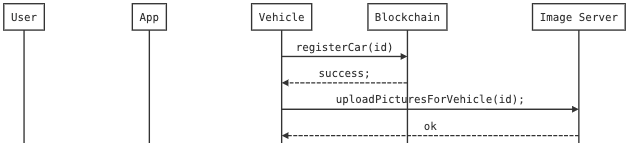 User
App
Vehicle
Blockchain
Image Server
registerCar(id)
success;
uploadPicturesForVehicle(id);
ok